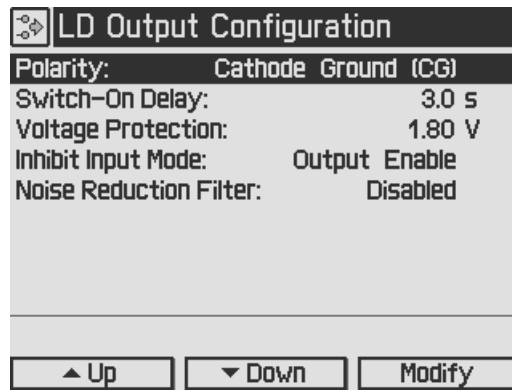 LD Output Configuration
Polarity: Cathode Ground (CG)
Switch-On Delay: 3.0 s
Voltage Protection: 1.80 V
Inhibit Input Mode: Output Enable
Noise Reduction Filter: Disabled
▲ Up ▼ Down Modify